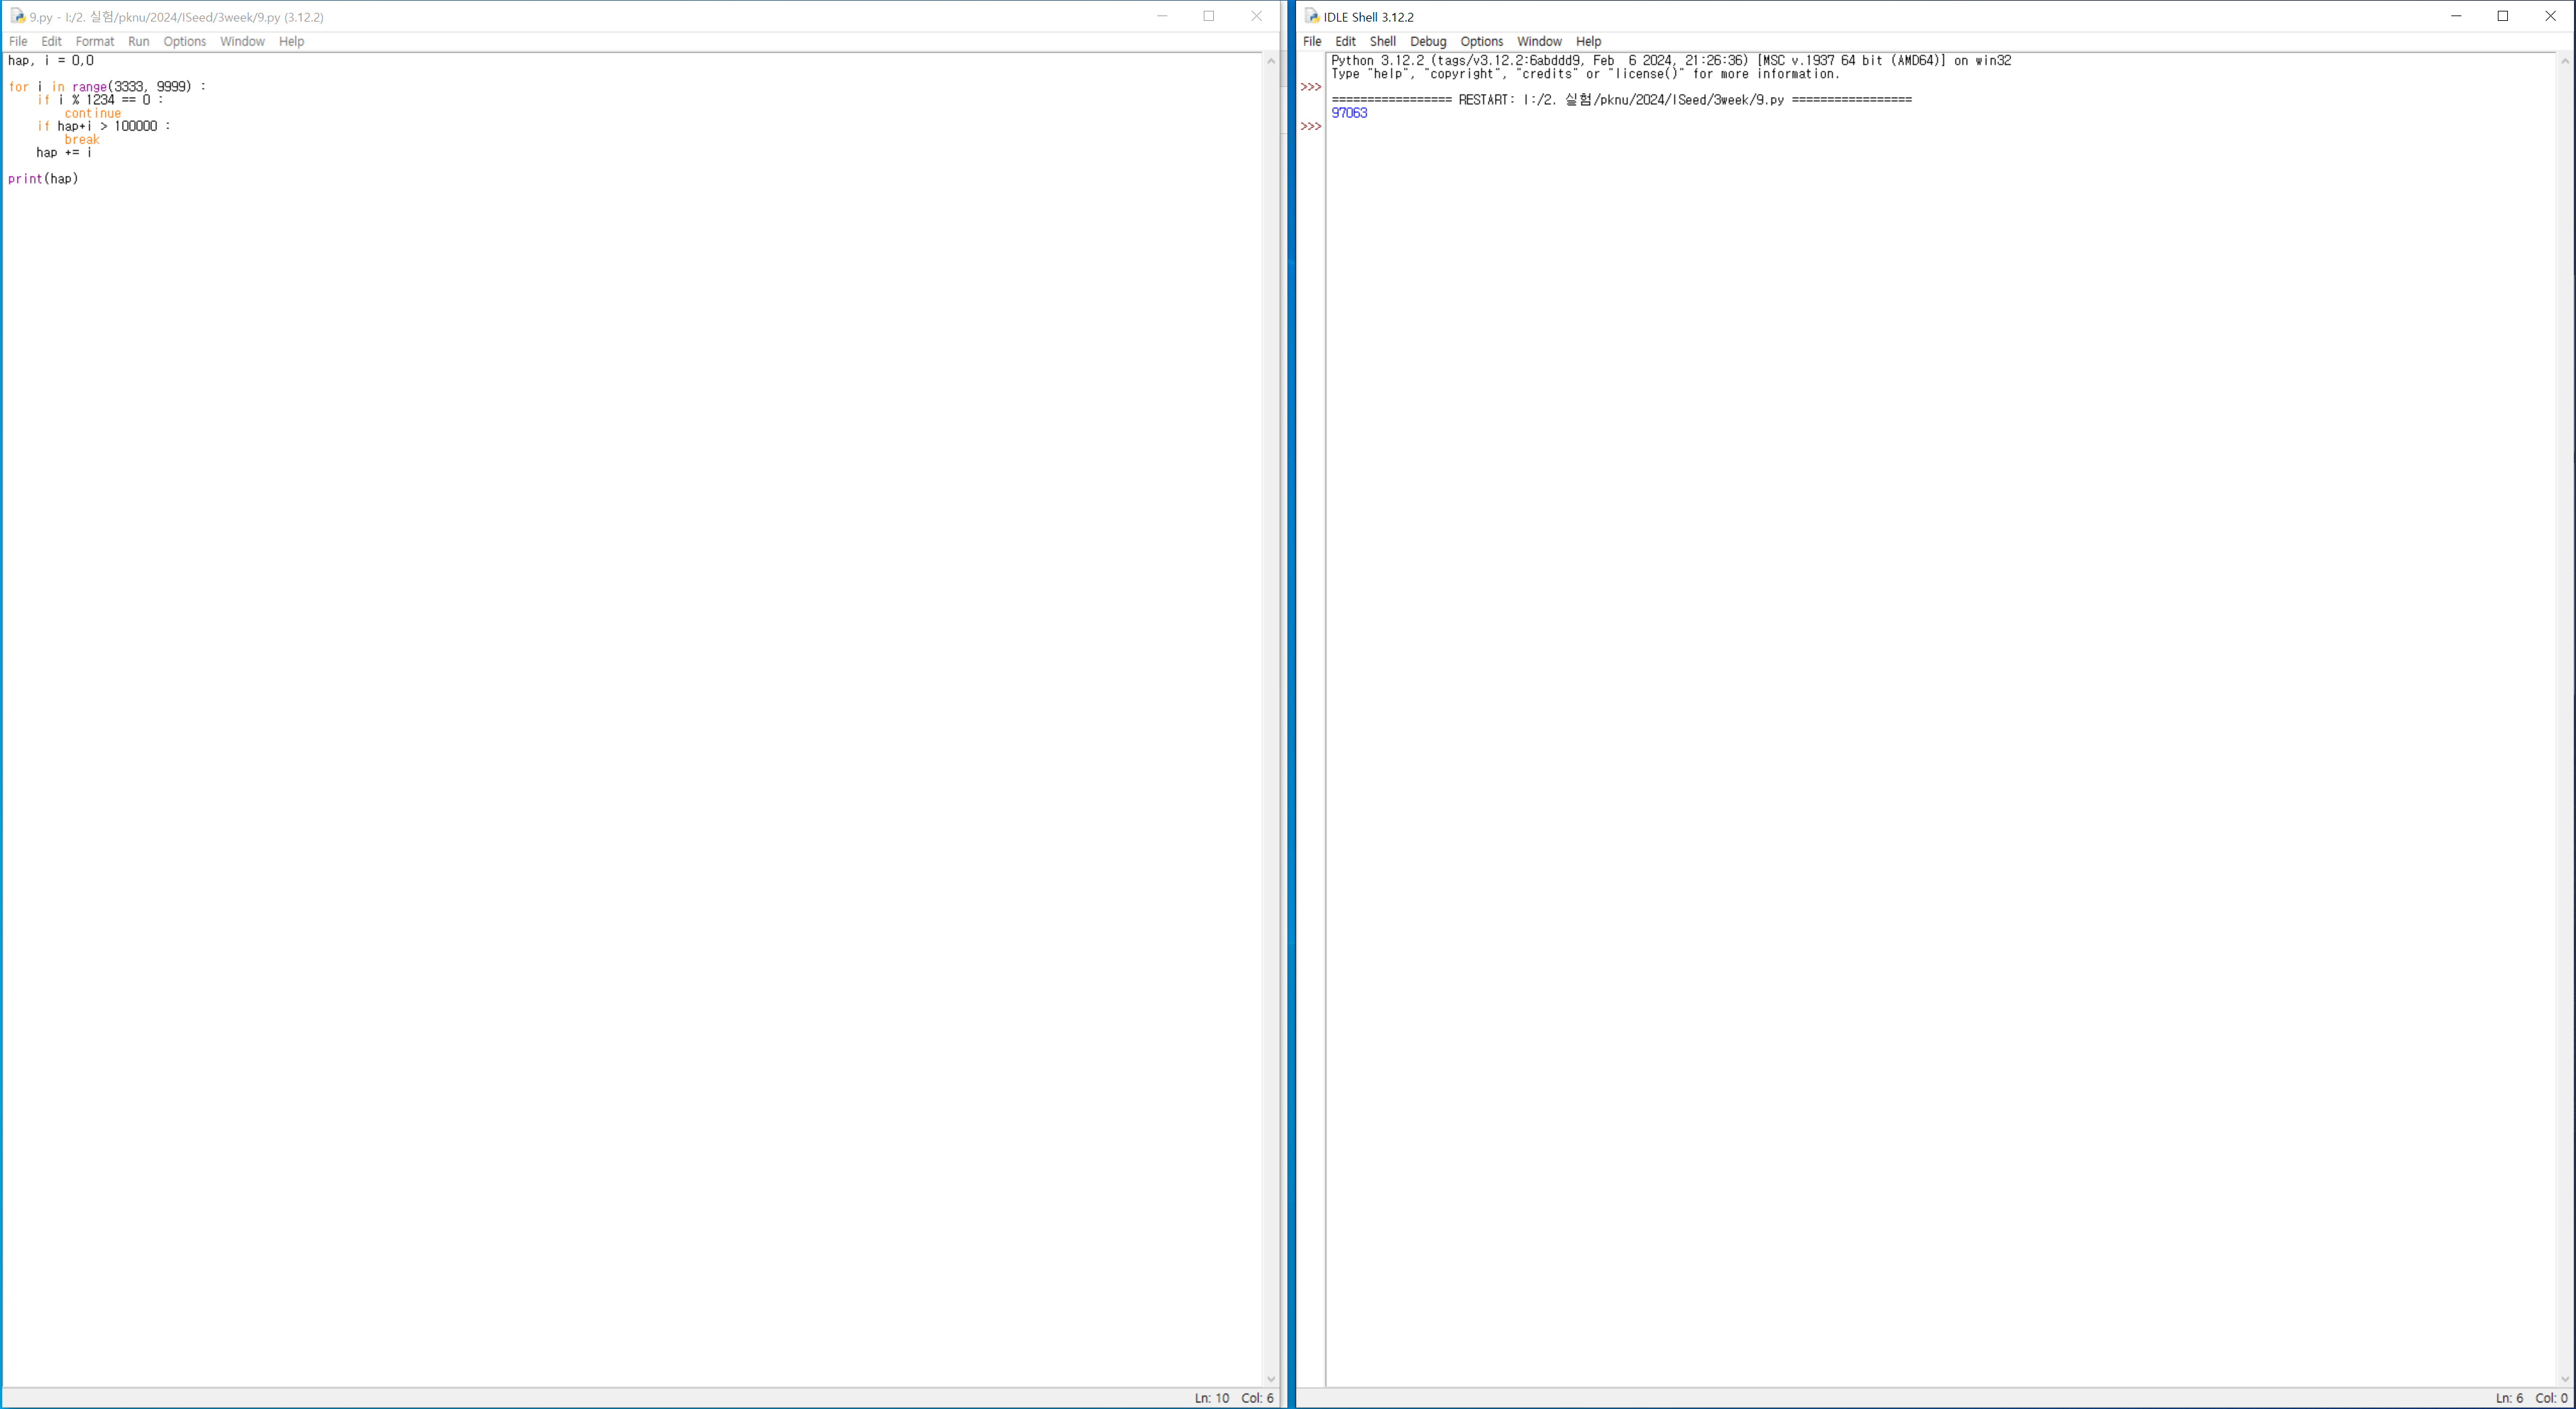 9.py - I:/2. 실험/pknu/2024/ISeed/3week/9.py (3.12.2)
File Edit Format Run Options Window Help
hap, i = 0,0
for i in range(3333, 9999) :
    if i % 1234 == 0 :
        continue
    if hap+i > 100000 :
        break
    hap += i
print(hap)
Ln: 10 Col: 6
IDLE Shell 3.12.2
File Edit Shell Debug Options Window Help
Python 3.12.2 (tags/v3.12.2:6abddd9, Feb  6 2024, 21:26:36) [MSC v.1937 64 bit (AMD64)] on win32
Type "help", "copyright", "credits" or "license()" for more information.
>>>
================= RESTART: I:/2. 실험/pknu/2024/ISeed/3week/9.py =================
97063
>>>
Ln: 6 Col: 0